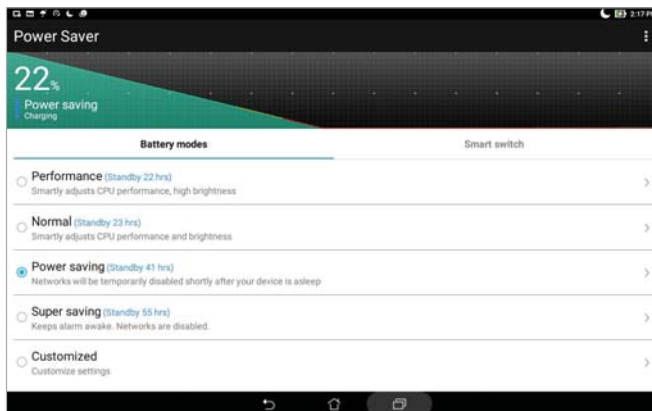 2:17 PM
Power Saver
22%
Power saving
Charging
Battery modes
Smart switch
Performance (Standby 22 hrs)
Smartly adjusts CPU performance, high brightness
Normal (Standby 23 hrs)
Smartly adjusts CPU performance and brightness
Power saving (Standby 41 hrs)
Networks will be temporarily disabled shortly after your device is asleep
Super saving (Standby 55 hrs)
Keeps alarm awake. Networks are disabled.
Customized
Customize settings